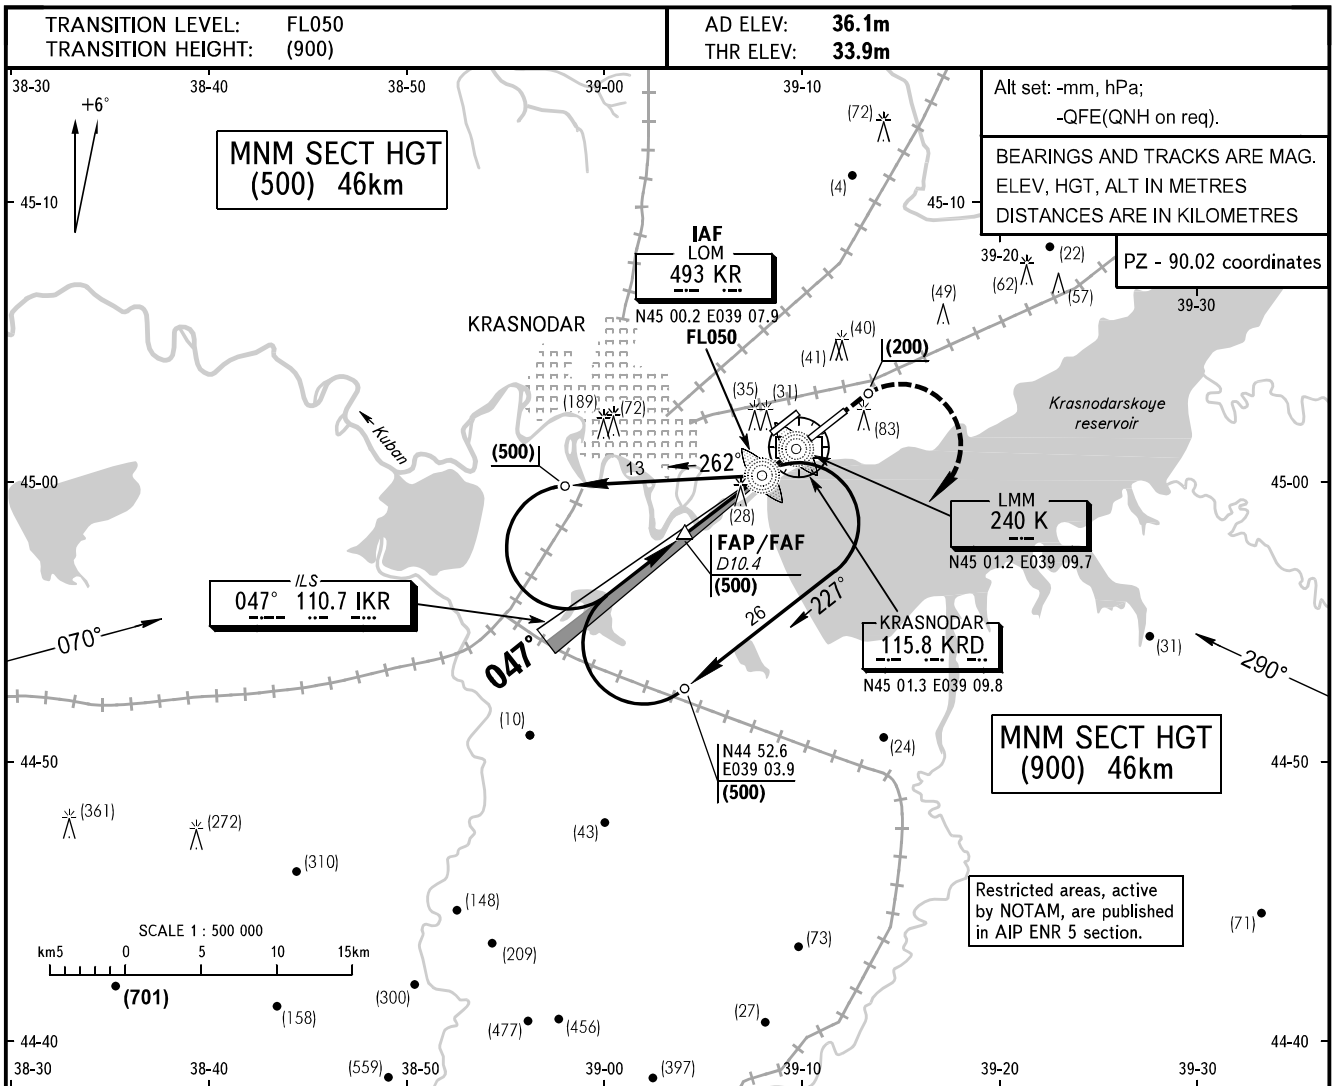 TRANSITION LEVEL: FL050
TRANSITION HEIGHT: (900)
AD ELEV: 36.1m
THR ELEV: 33.9m
38-30
38-40
38-50
39-00
39-10
+6°
MNM SECT HGT
(500) 46km
Alt set: -mm, hPa;
-QFE(QNH on req).
BEARINGS AND TRACKS ARE MAG.
ELEV, HGT, ALT IN METRES
DISTANCES ARE IN KILOMETRES
PZ - 90.02 coordinates
(72)
(4)
45-10
45-10
39-20
(22)
(62)
(57)
39-30
IAF
LOM
493 KR
N45 00.2 E039 07.9
FL050
KRASNODAR
(49)
(40)
(41)
(200)
(189)
(72)
(35)
(31)
(83)
Krasnodarskoye
reservoir
Kuban
(500)
13
262°
45-00
45-00
(28)
LMM
240 K
N45 01.2 E039 09.7
FAP/FAF
D10.4
(500)
ILS
047° 110.7 IKR
26
227°
KRASNODAR
115.8 KRD
N45 01.3 E039 09.8
070°
047°
(31)
290°
(10)
N44 52.6
E039 03.9
(500)
(24)
MNM SECT HGT
(900) 46km
44-50
44-50
(361)
(272)
(43)
(310)
(148)
(209)
(73)
Restricted areas, active
by NOTAM, are published
in AIP ENR 5 section.
(71)
SCALE 1 : 500 000
km5 0 5 10 15km
(701)
(158)
(300)
(477)
(456)
(27)
44-40
44-40
38-30
38-40
(559)
38-50
39-00
(397)
39-10
39-20
39-30